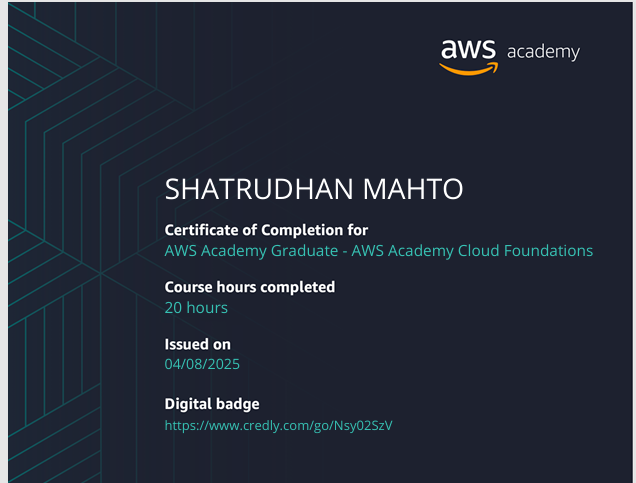 aws academy
SHATRUDHAN MAHTO
Certificate of Completion for
AWS Academy Graduate - AWS Academy Cloud Foundations
Course hours completed
20 hours
Issued on
04/08/2025
Digital badge
https://www.credly.com/go/Nsy02SzV